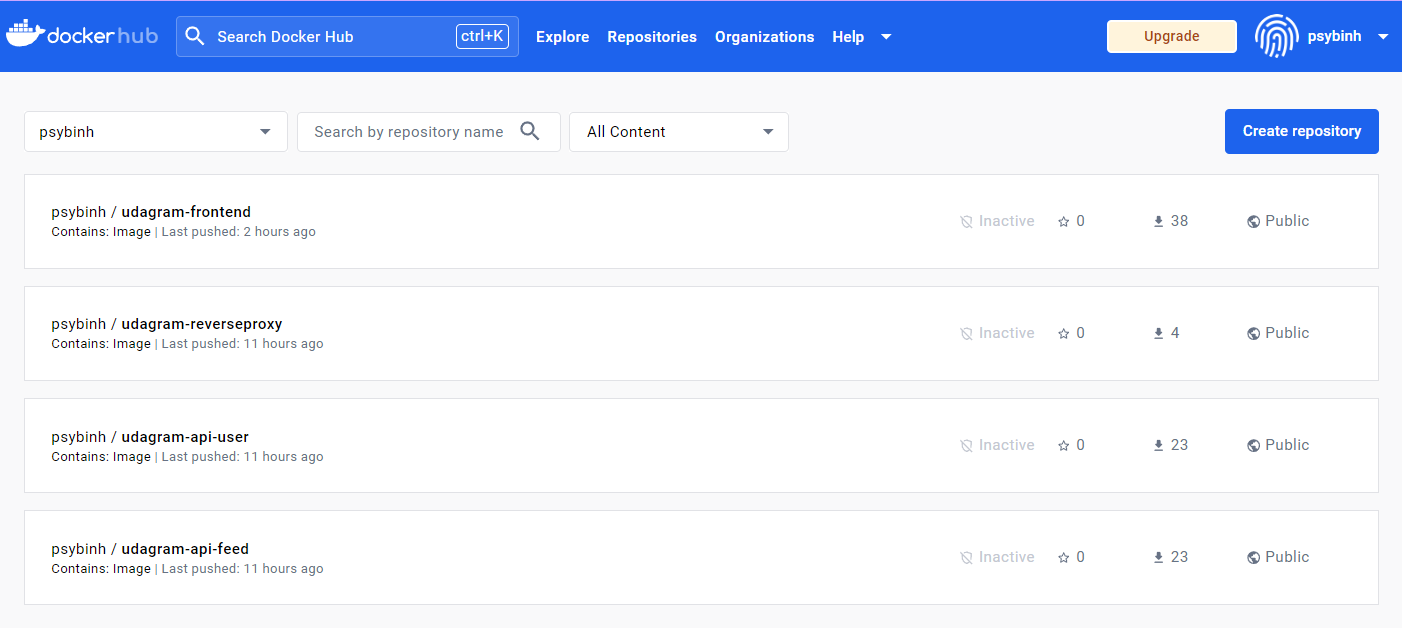 docker hub Search Docker Hub ctrl+K Explore Repositories Organizations Help Upgrade psybinh
psybinh Search by repository name All Content Create repository
psybinh / udagram-frontend
Contains: Image | Last pushed: 2 hours ago
Inactive 0 38 Public
psybinh / udagram-reverseproxy
Contains: Image | Last pushed: 11 hours ago
Inactive 0 4 Public
psybinh / udagram-api-user
Contains: Image | Last pushed: 11 hours ago
Inactive 0 23 Public
psybinh / udagram-api-feed
Contains: Image | Last pushed: 11 hours ago
Inactive 0 23 Public